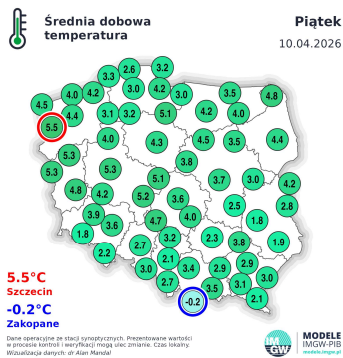 Średnia dobowa
temperatura
Piątek
10.04.2026
3.3 2.6 3.2
4.5 4.0 4.2 3.0 4.2 3.0 3.5 4.8
4.4 3.1 3.2 5.1 4.2 4.0
5.5
4.0 4.3 4.5 3.5 4.4
5.3 5.3 3.8
5.3 5.1 3.7 3.0 4.2
4.8 4.2 5.2 3.6 2.5 2.8
3.9 3.6 4.7 4.0 1.8
1.8 2.7 3.2 2.3 3.8 1.9
2.2 2.1
3.0 3.4 2.9 2.9
2.7 3.5 3.1 3.0
-0.2 2.1
5.5°C
Szczecin
-0.2°C
Zakopane
Dane operacyjne ze stacji synoptycznych. Prezentowane wartości
w procesie kontroli i weryfikacji mogą ulec zmianie. Czas lokalny.
Wizualizacja danych: dr Alan Mandal
IM
GW
MODELE
IMGW-PIB
modele.imgw.pl